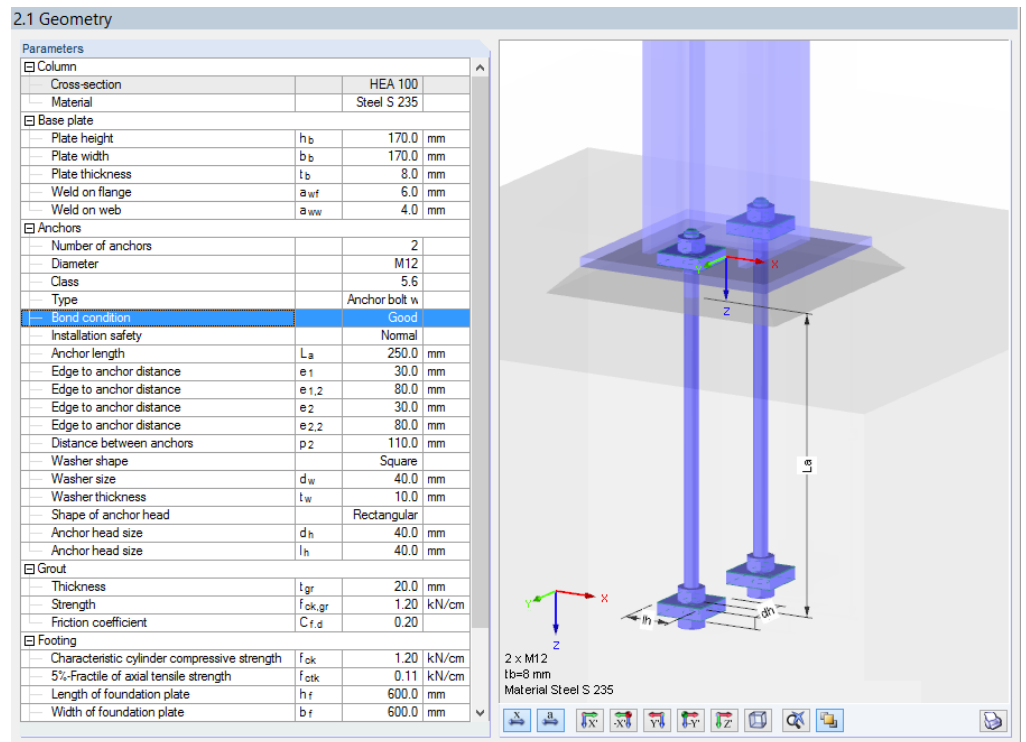 2.1 Geometry
Parameters
Column
Cross-section HEA 100
Material Steel S 235
Base plate
Plate height hb 170.0 mm
Plate width bb 170.0 mm
Plate thickness tb 8.0 mm
Weld on flange awf 6.0 mm
Weld on web aww 4.0 mm
Anchors
Number of anchors 2
Diameter M12
Class 5.6
Type Anchor bolt w
Bond condition Good
Installation safety Normal
Anchor length La 250.0 mm
Edge to anchor distance e1 30.0 mm
Edge to anchor distance e1,2 80.0 mm
Edge to anchor distance e2 30.0 mm
Edge to anchor distance e2,2 80.0 mm
Distance between anchors p2 110.0 mm
Washer shape Square
Washer size dw 40.0 mm
Washer thickness tw 10.0 mm
Shape of anchor head Rectangular
Anchor head size dh 40.0 mm
Anchor head size lh 40.0 mm
Grout
Thickness tgr 20.0 mm
Strength fck,gr 1.20 kN/cm
Friction coefficient Cf,d 0.20
Footing
Characteristic cylinder compressive strength fck 1.20 kN/cm
5%-Fractile of axial tensile strength fctk 0.11 kN/cm
Length of foundation plate hf 600.0 mm
Width of foundation plate bf 600.0 mm
X
Z
La
lh
dh
Y
X
Z
2 x M12
tb=8 mm
Material Steel S 235
x a X' -X' Y' -Y' Z'